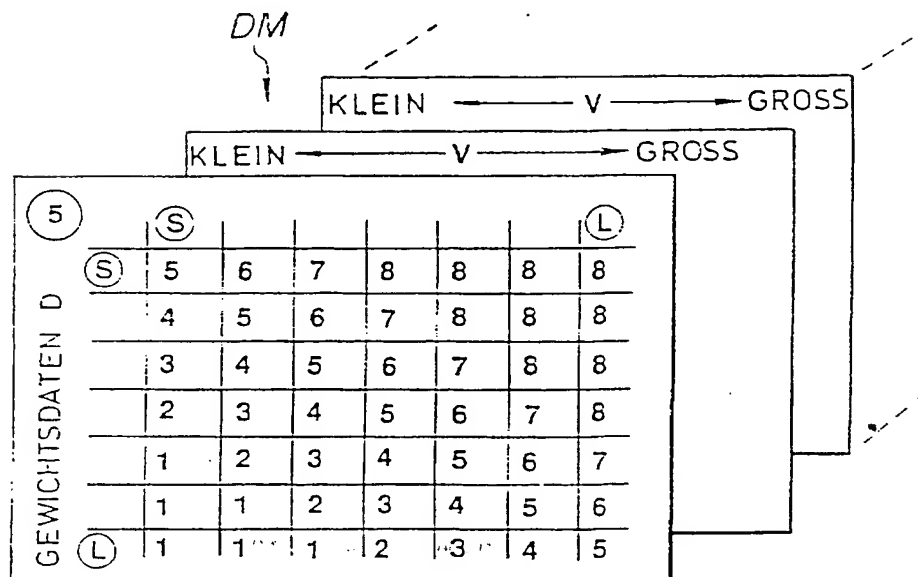 DM
KLEIN V GROSS
KLEIN V GROSS
5
S L
S 5 6 7 8 8 8 8
4 5 6 7 8 8 8
3 4 5 6 7 8 8
2 3 4 5 6 7 8
1 2 3 4 5 6 7
1 1 2 3 4 5 6
L 1 1 1 2 3 4 5
GEWICHTSDATEN D